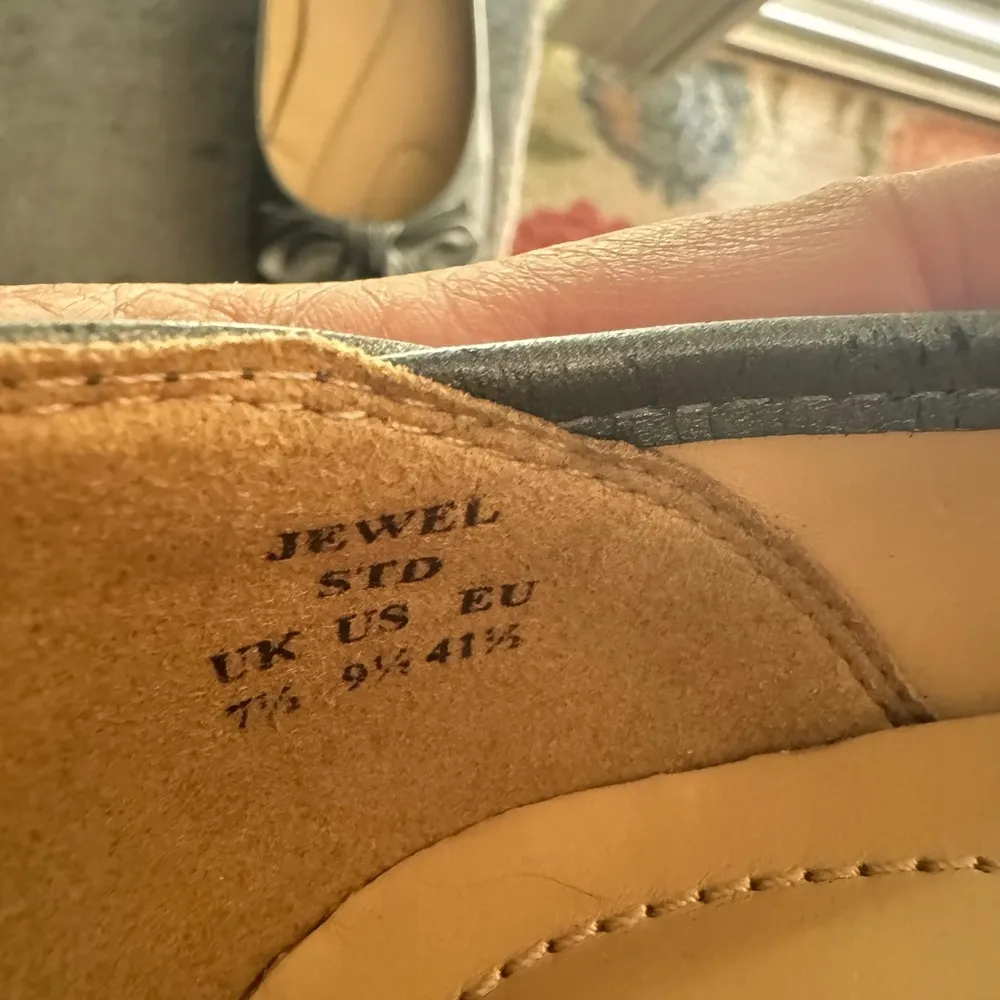 JEWEL
STD
UK US EU
7½ 9½ 41½